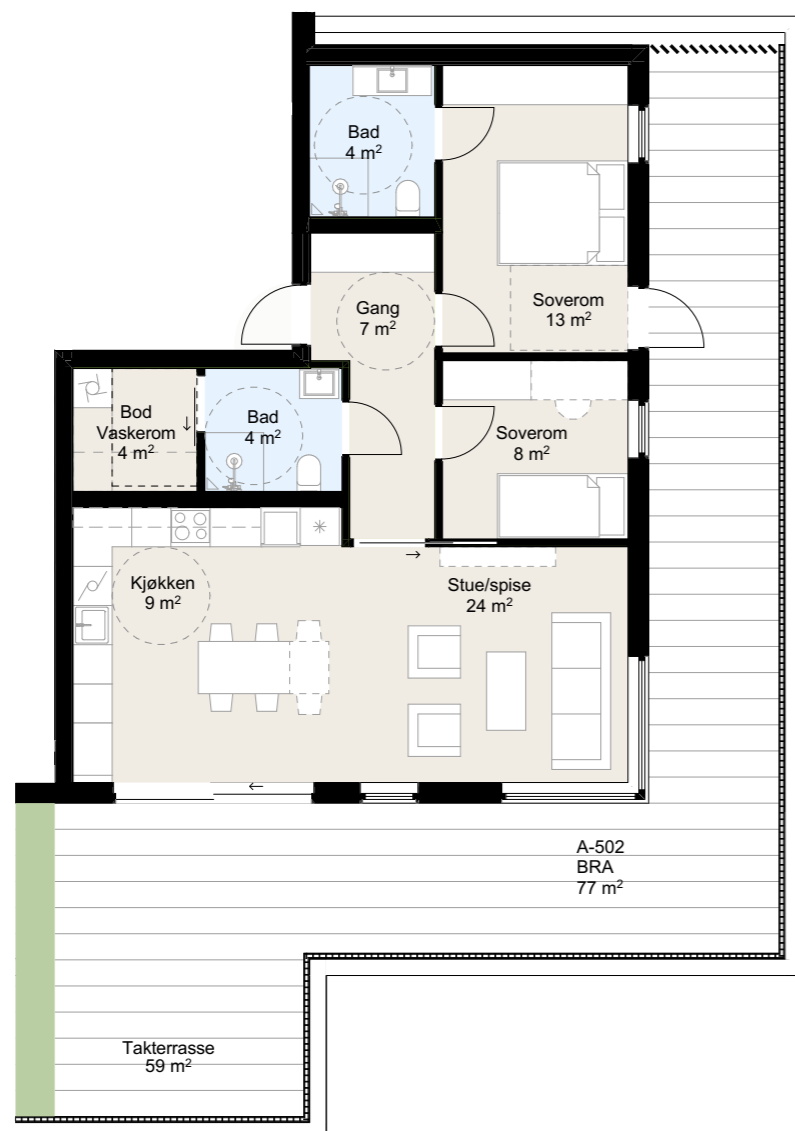 Bad
4 m²
Gang
7 m²
Soverom
13 m²
Bod
Vaskerom
4 m²
Bad
4 m²
Soverom
8 m²
Kjøkken
9 m²
Stue/spise
24 m²
A-502
BRA
77 m²
Takterrasse
59 m²